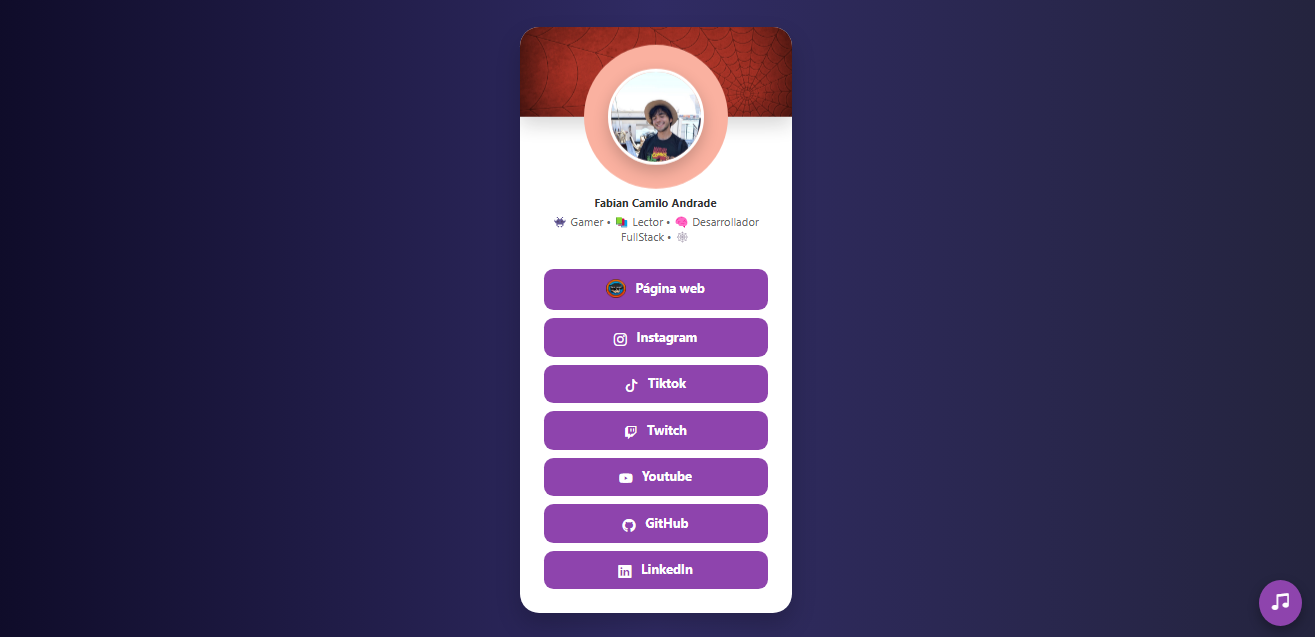 Fabian Camilo Andrade
👾 Gamer • 📚 Lector • 🧠 Desarrollador
FullStack • 🕸
Página web
Instagram
Tiktok
Twitch
Youtube
GitHub
LinkedIn